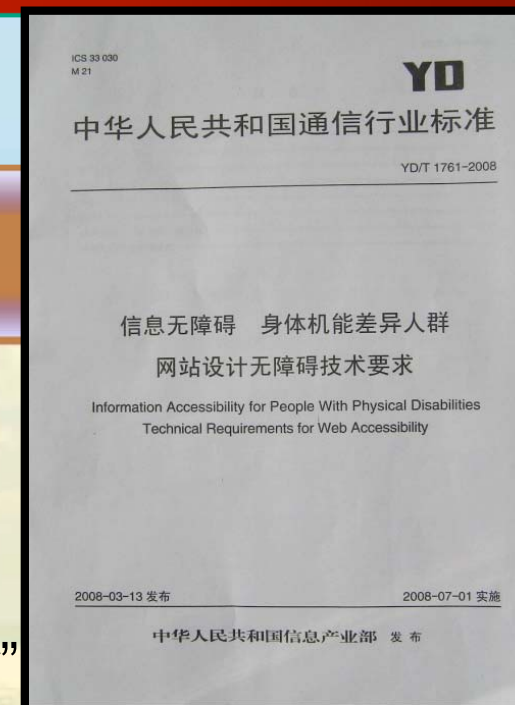 ICS 33 030
M 21
YD
中华人民共和国通信行业标准
YD/T 1761-2008
信息无障碍 身体机能差异人群
网站设计无障碍技术要求
Information Accessibility for People With Physical Disabilities
Technical Requirements for Web Accessibility
2008-03-13 发布
2008-07-01 实施
中华人民共和国信息产业部 发布
”